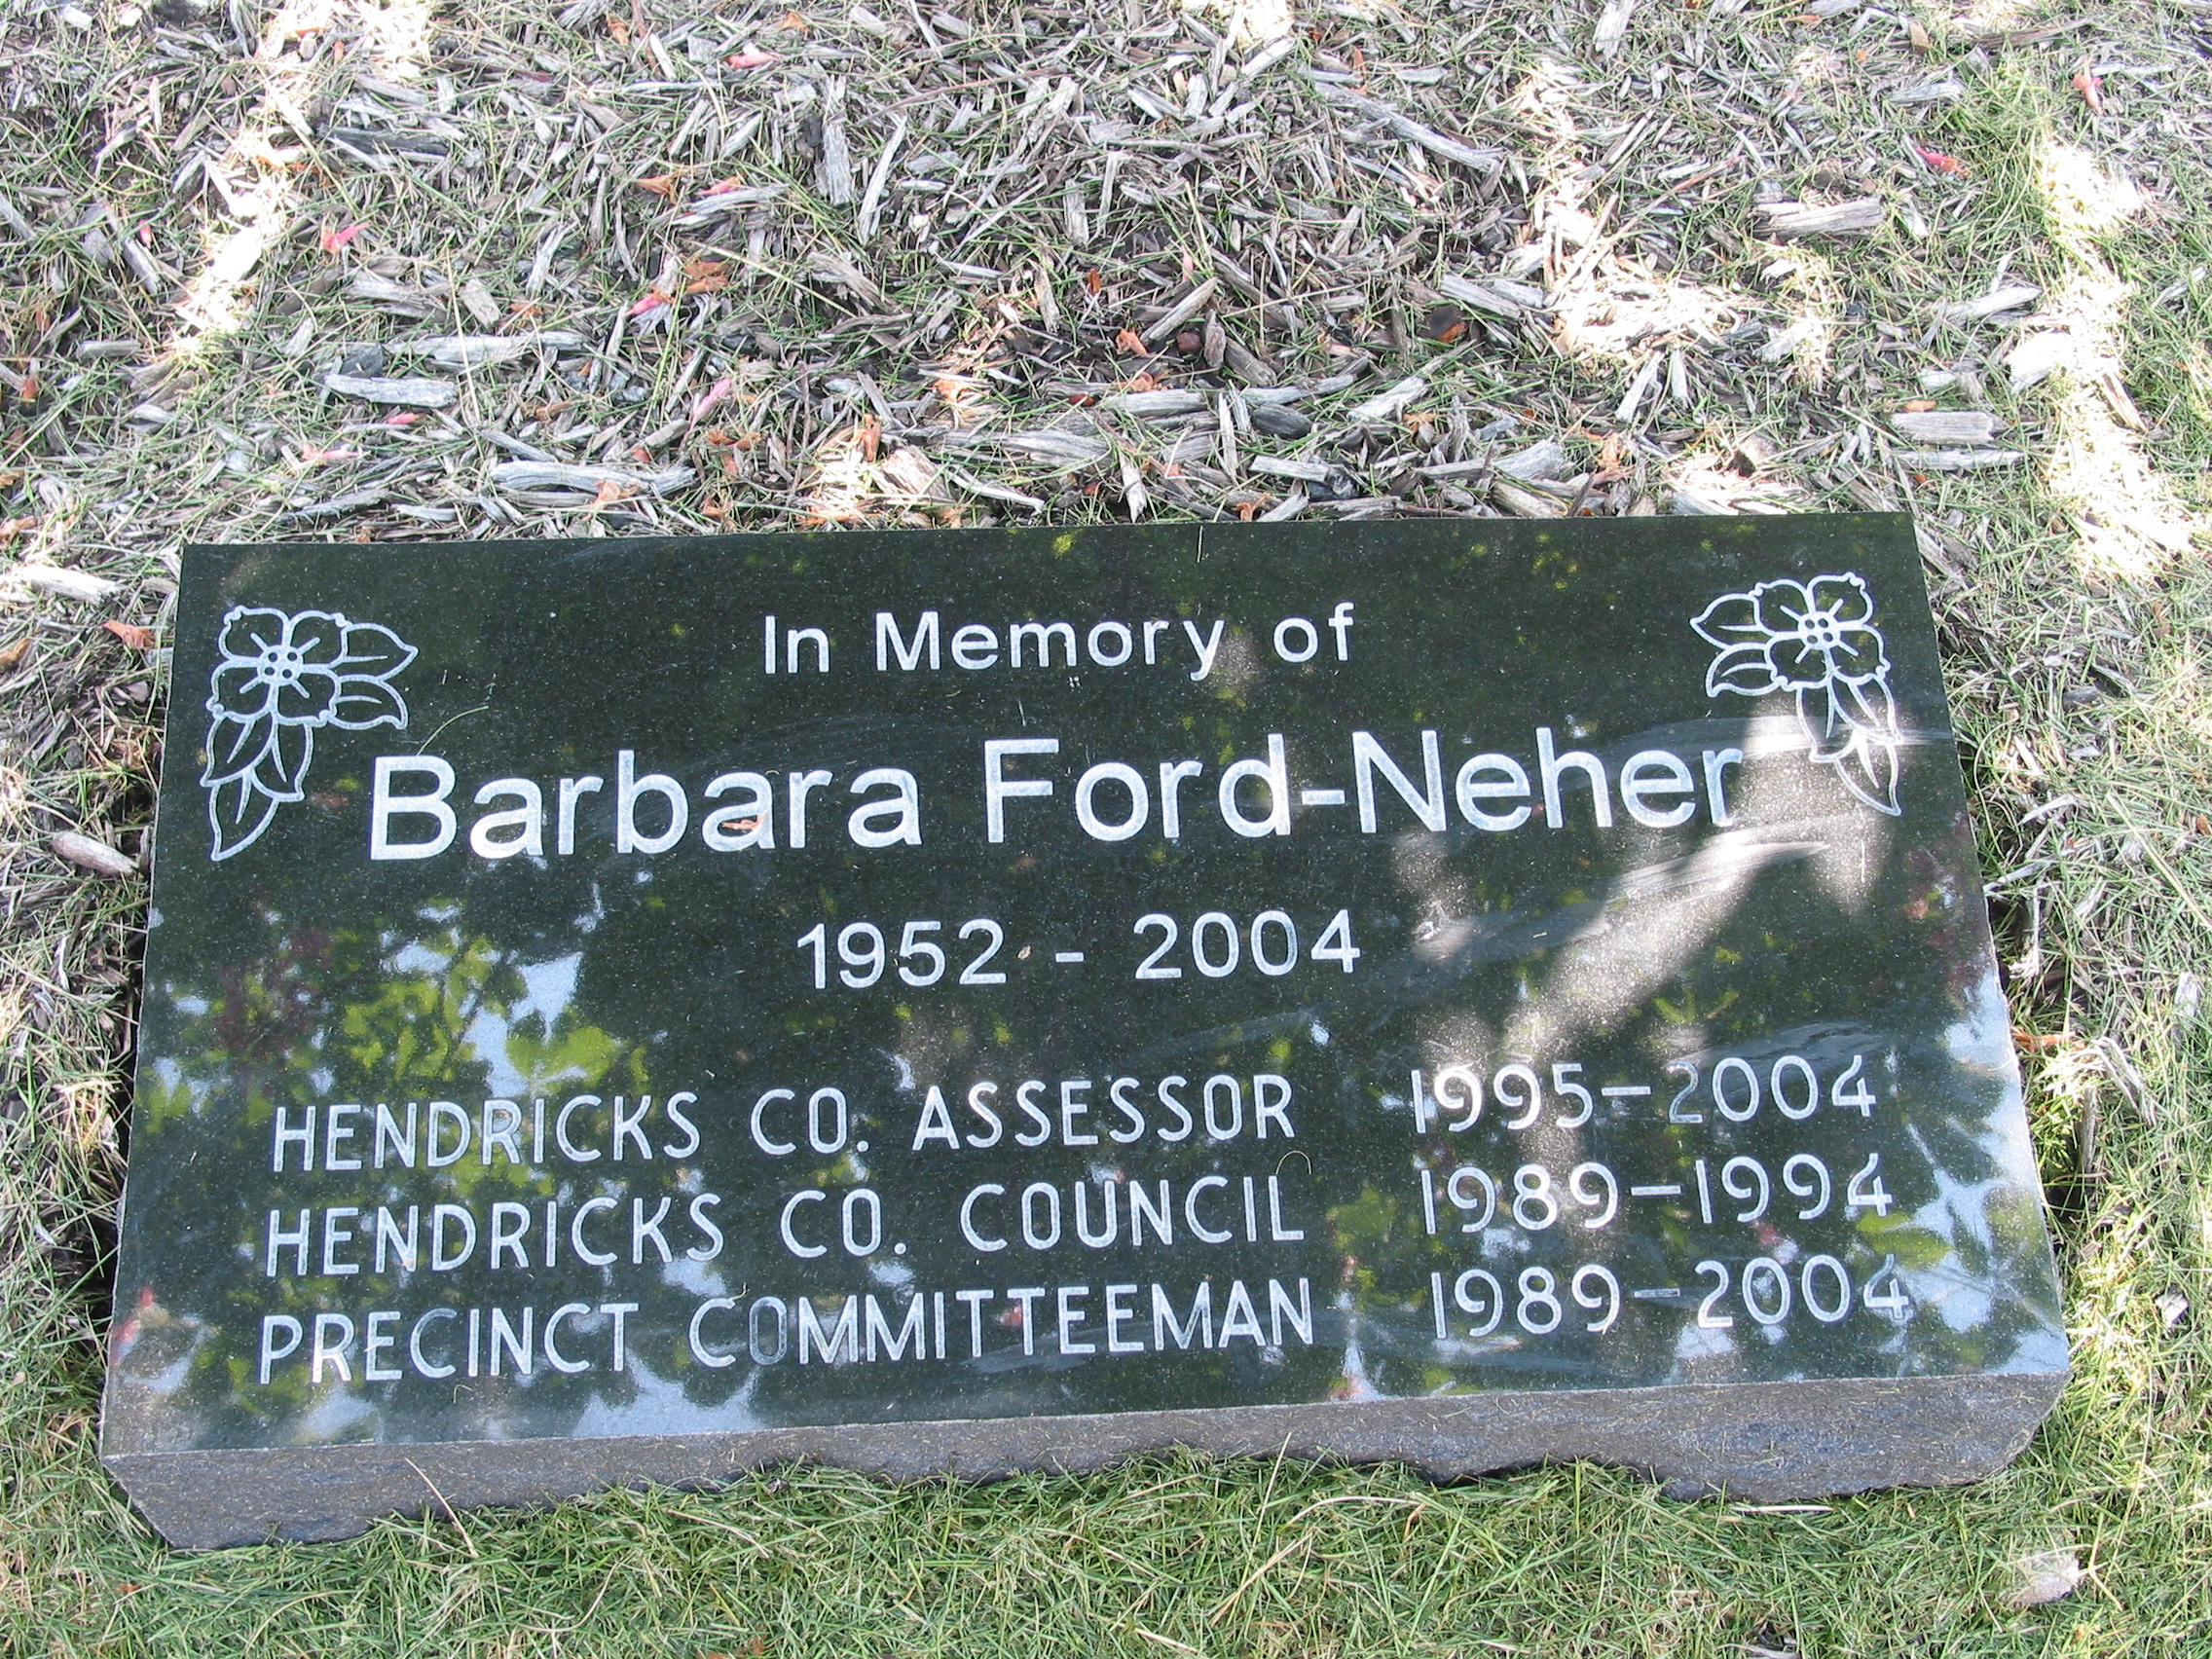 In Memory of
Barbara Ford-Neher
1952 - 2004
HENDRICKS CO. ASSESSOR 1995-2004
HENDRICKS CO. COUNCIL 1989-1994
PRECINCT COMMITTEEMAN 1989-2004